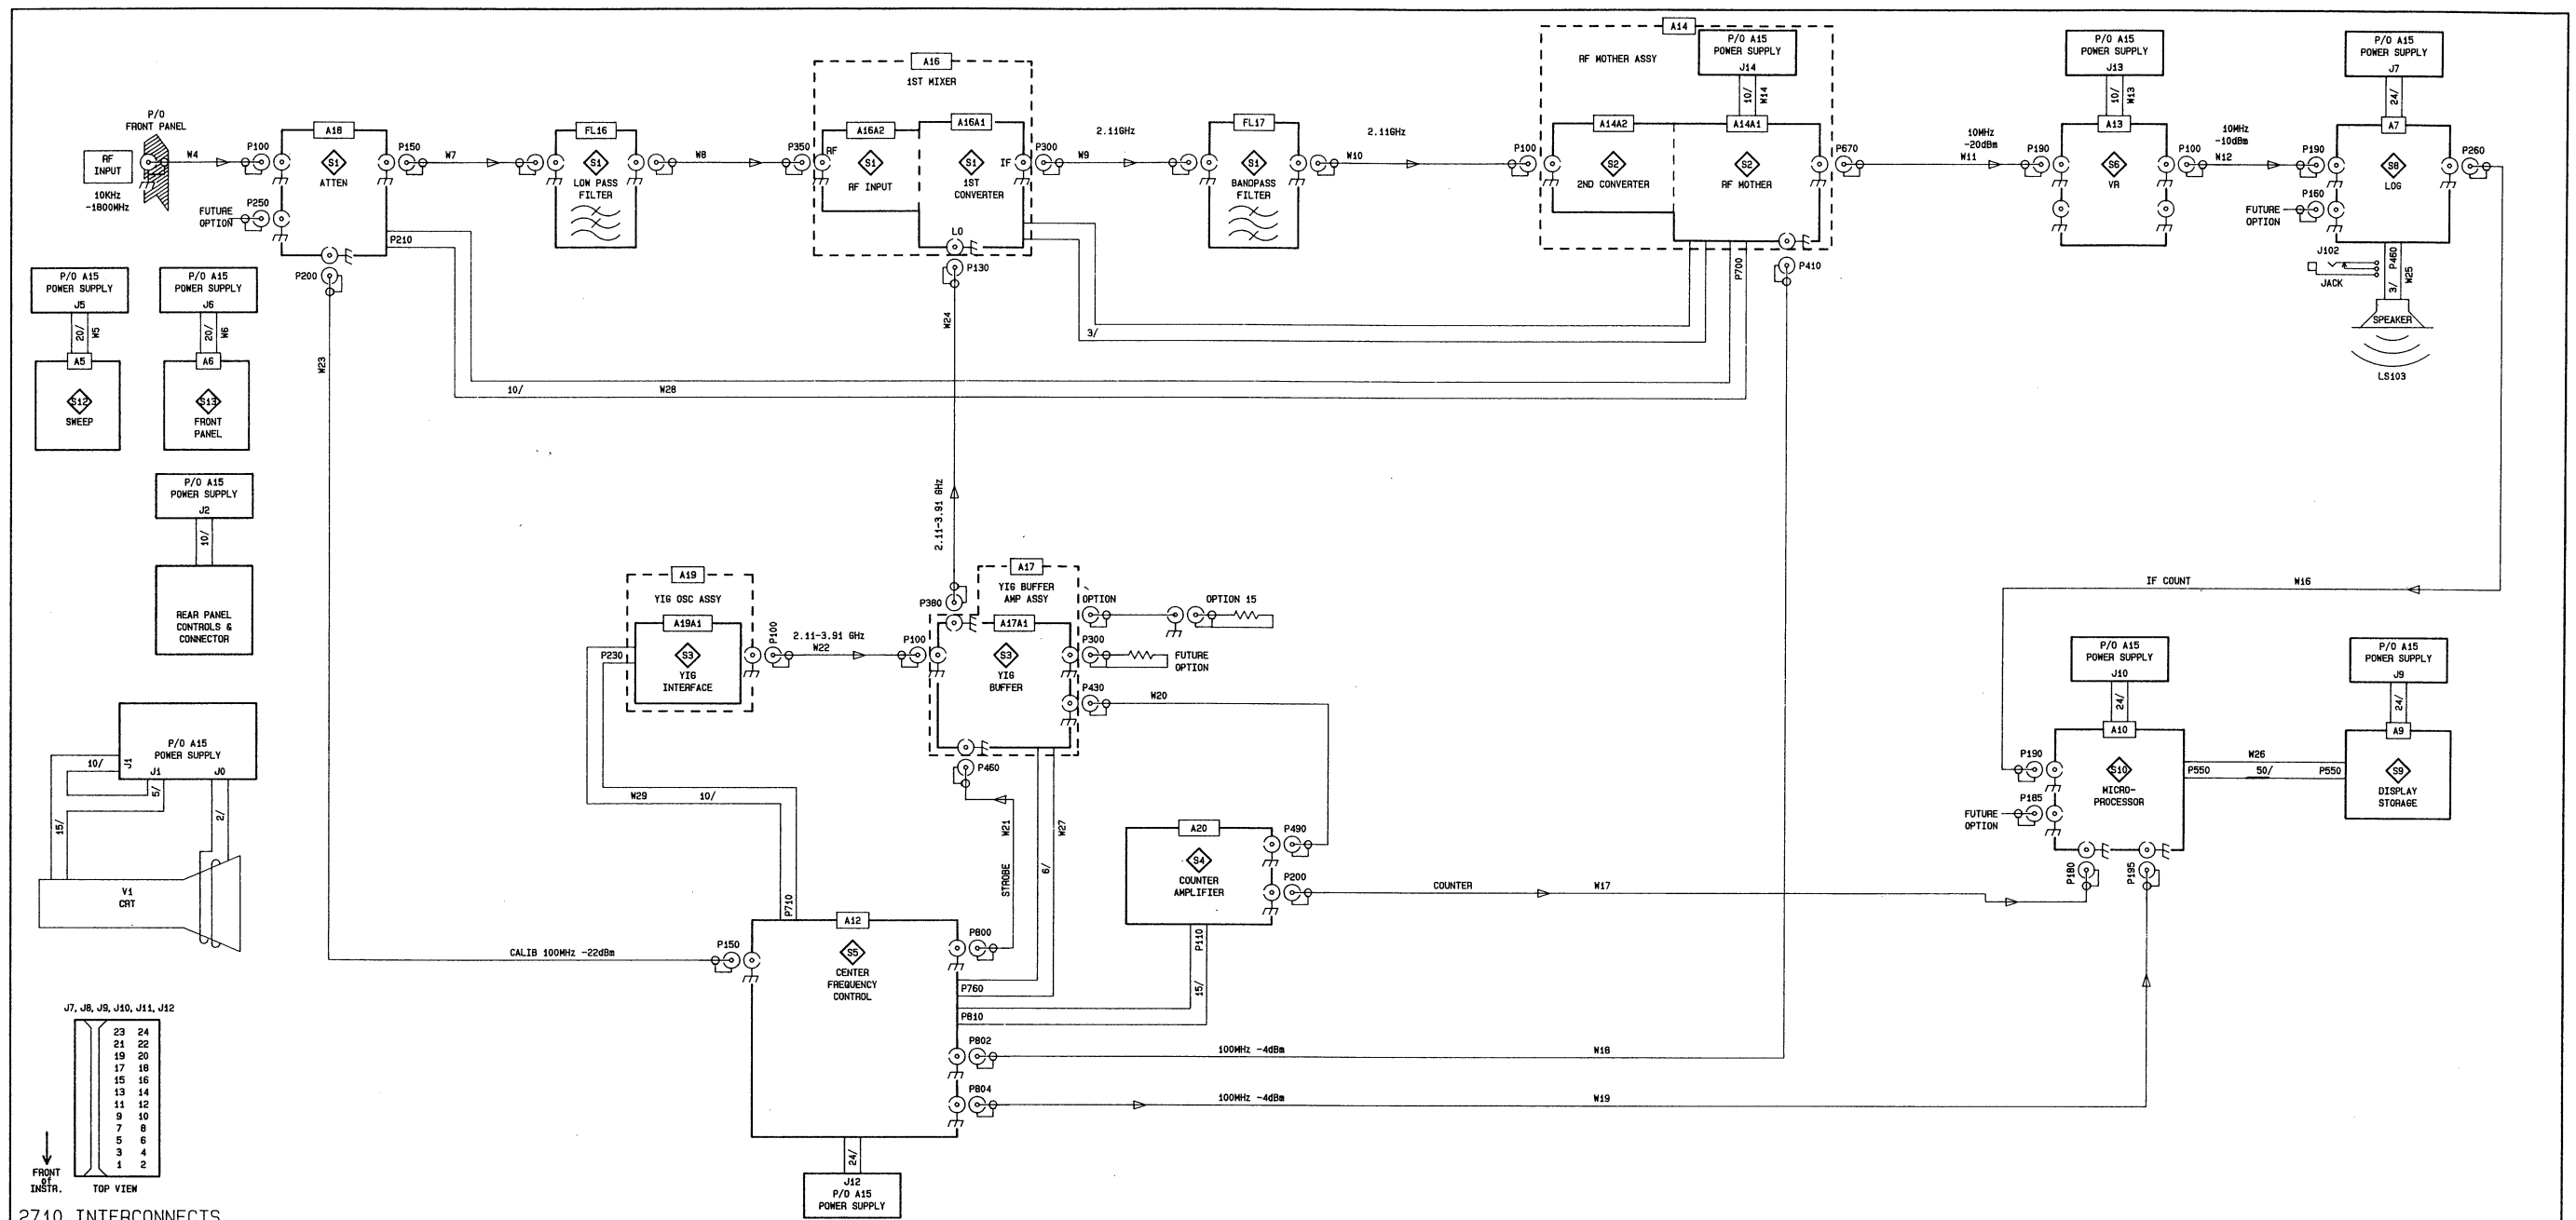 A14
P/O A15
POWER SUPPLY
J14
RF MOTHER ASSY
10/
W14
P/O A15
POWER SUPPLY
J13
10/
W13
P/O A15
POWER SUPPLY
J7
24/
A16
1ST MIXER
P/O
FRONT PANEL
RF
INPUT
10KHz
-1800MHz
W4
P100
A18
S1
ATTEN
P150
W7
FL16
S1
LOW PASS
FILTER
W8
P350
RF
A16A2
S1
RF INPUT
A16A1
S1
1ST
CONVERTER
IF
LO
P300
2.11GHz
W9
FL17
S1
BANDPASS
FILTER
2.11GHz
W10
P100
A14A2
S2
2ND CONVERTER
A14A1
S2
RF MOTHER
P670
10MHz
-20dBm
W11
P190
A13
S6
VR
P100
10MHz
-10dBm
W12
P190
A7
S8
LOG
P260
FUTURE
OPTION
P250
P210
P200
P130
P700
P410
FUTURE
OPTION
P160
J102
JACK
P460
3/
W25
SPEAKER
LS103
P/O A15
POWER SUPPLY
J5
20/
W5
A5
S12
SWEEP
P/O A15
POWER SUPPLY
J6
20/
W6
A6
S13
FRONT
PANEL
W23
W24
3/
10/
W28
P/O A15
POWER SUPPLY
J2
10/
REAR PANEL
CONTROLS &
CONNECTOR
2.11-3.91 GHz
A19
YIG OSC ASSY
A19A1
S3
YIG
INTERFACE
P230
P100
2.11-3.91 GHz
W22
P100
P380
A17
YIG BUFFER
AMP ASSY
A17A1
S3
YIG
BUFFER
OPTION
OPTION 15
P300
FUTURE
OPTION
P430
W20
P460
IF COUNT
W16
P/O A15
POWER SUPPLY
J10
24/
P/O A15
POWER SUPPLY
J9
24/
A10
S10
MICRO-
PROCESSOR
P190
P185
FUTURE
OPTION
P180
P195
P550
W26
50/
P550
A9
S9
DISPLAY
STORAGE
P/O A15
POWER SUPPLY
J1
10/
J1
J0
5/
15/
2/
V1
CRT
W29
10/
P710
STROBE
W21
6/
W27
A20
S4
COUNTER
AMPLIFIER
P490
P200
COUNTER
W17
P110
15/
CALIB 100MHz -22dBm
P150
A12
S5
CENTER
FREQUENCY
CONTROL
P800
P760
P810
P802
100MHz -4dBm
W18
P804
100MHz -4dBm
W19
24/
J12
P/O A15
POWER SUPPLY
J7, J8, J9, J10, J11, J12
23 24
21 22
19 20
17 18
15 16
13 14
11 12
9 10
7 8
5 6
3 4
1 2
FRONT
of
INSTR.
TOP VIEW
2710 INTERCONNECTS